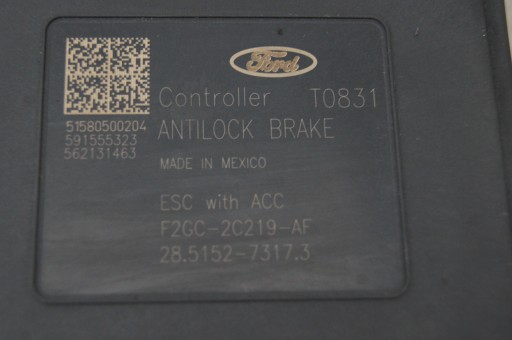 Ford
Controller T0831
51580500204
591555323
562131463
ANTILOCK BRAKE
MADE IN MEXICO
ESC with ACC
F2GC-2C219-AF
28.5152-7317.3